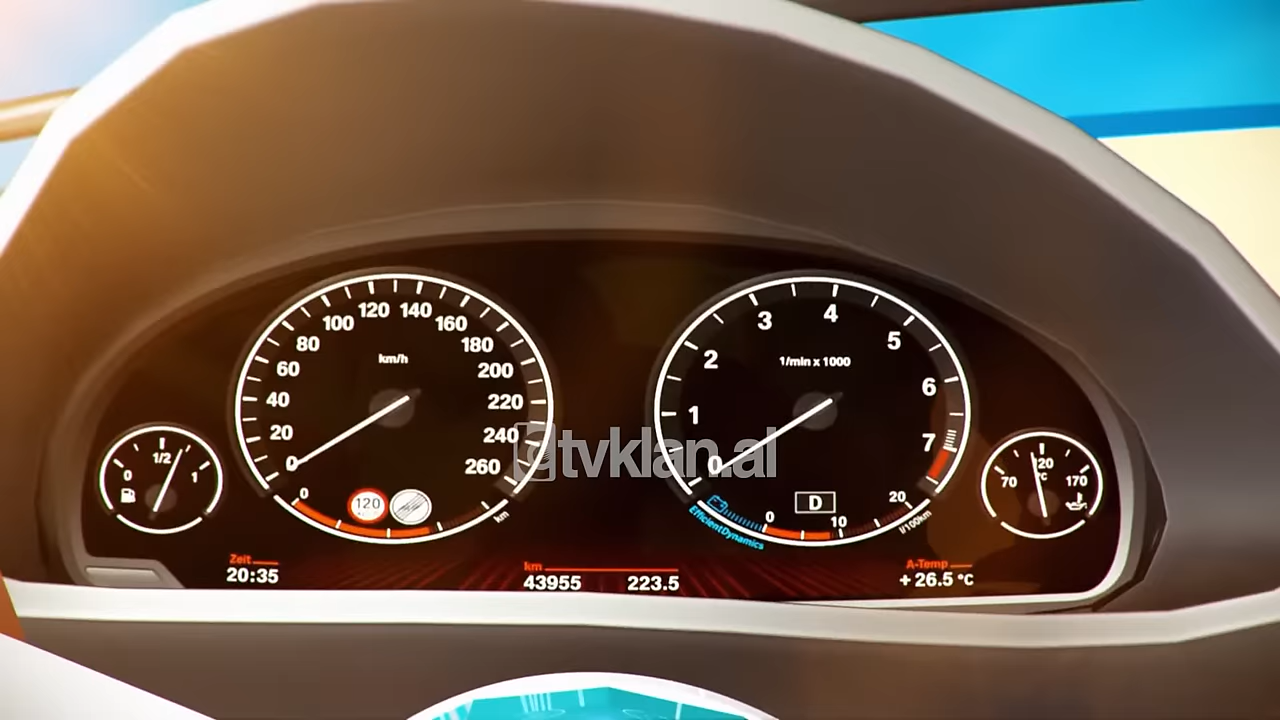 0 20 40 60 80 100 120 140 160 180 200 220 240 260
km/h
0 1 2 3 4 5 6 7
1/min x 1000
0 1/2 1
70 120 170
°C
0
120
km
D
0 10 20
l/100km
EfficientDynamics
tvklan.al
Zeit
20:35
km
43955 223.5
A-Temp
+ 26.5 °C